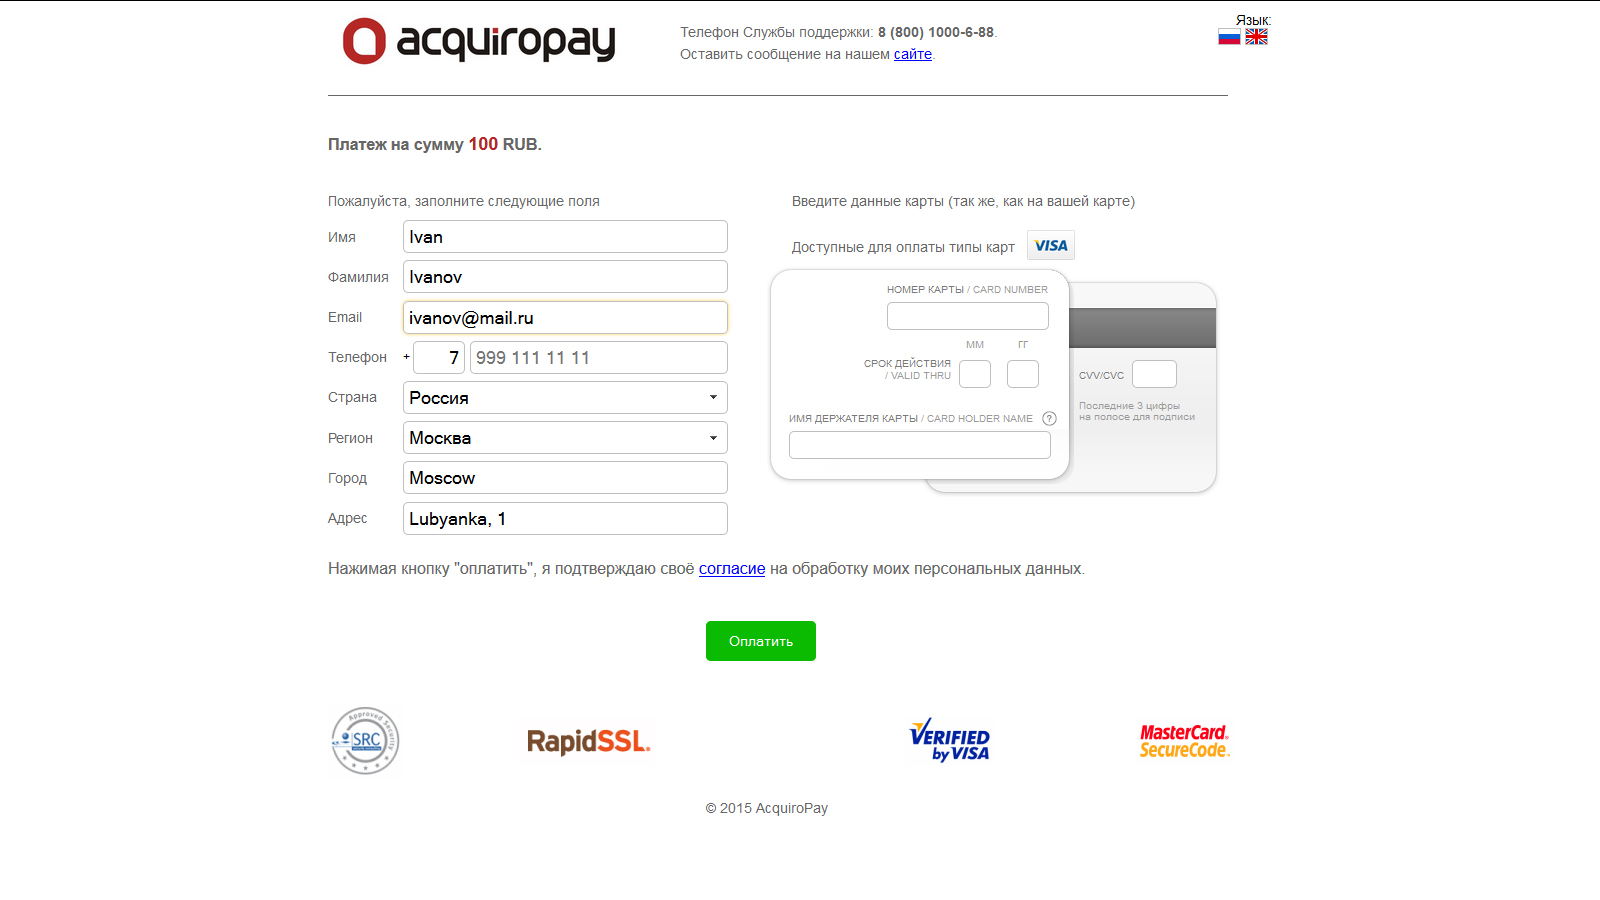 acquiropay
Телефон Службы поддержки: 8 (800) 1000-6-88.
Оставить сообщение на нашем сайте.
Язык:
Платеж на сумму 100 RUB.
Пожалуйста, заполните следующие поля
Имя Ivan
Фамилия Ivanov
Email ivanov@mail.ru
Телефон + 7 999 111 11 11
Страна Россия
Регион Москва
Город Moscow
Адрес Lubyanka, 1
Введите данные карты (так же, как на вашей карте)
Доступные для оплаты типы карт VISA
НОМЕР КАРТЫ / CARD NUMBER
ММ ГГ
СРОК ДЕЙСТВИЯ
/ VALID THRU
ИМЯ ДЕРЖАТЕЛЯ КАРТЫ / CARD HOLDER NAME ?
CVV/CVC
Последние 3 цифры
на полосе для подписи
Нажимая кнопку "оплатить", я подтверждаю своё согласие на обработку моих персональных данных.
Оплатить
Approved Security
SRC
RapidSSL.
VERIFIED
by VISA
MasterCard.
SecureCode.
© 2015 AcquiroPay